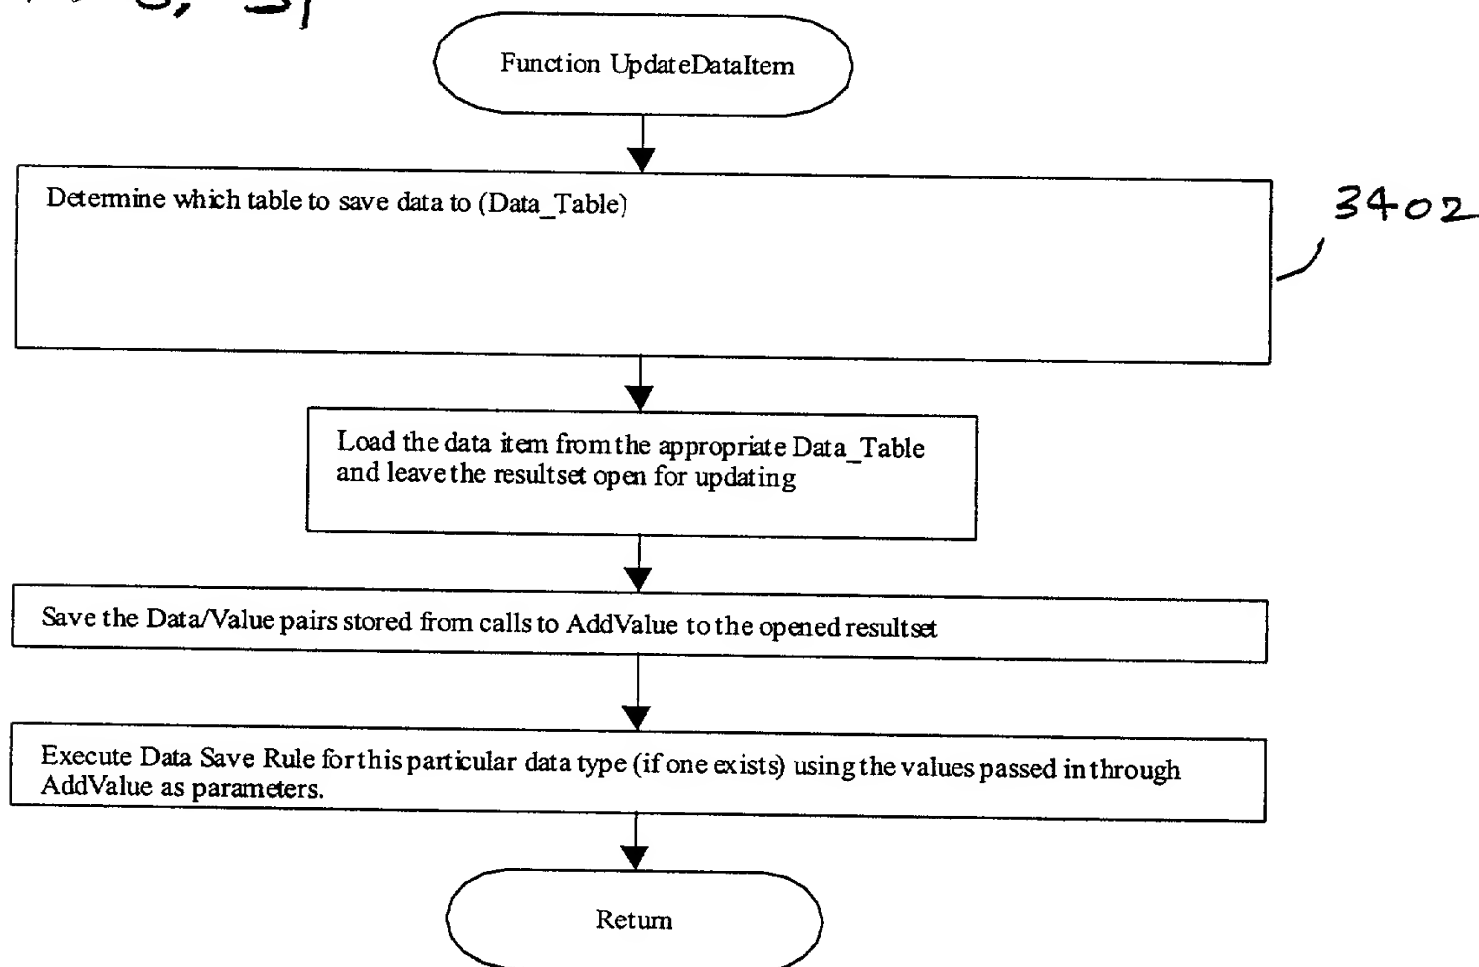 Function UpdateDataItem
Determine which table to save data to (Data_Table)
3402
Load the data item from the appropriate Data_Table
and leave the resultset open for updating
Save the Data/Value pairs stored from calls to AddValue to the opened resultset
Execute Data Save Rule for this particular data type (if one exists) using the values passed in through
AddValue as parameters.
Return